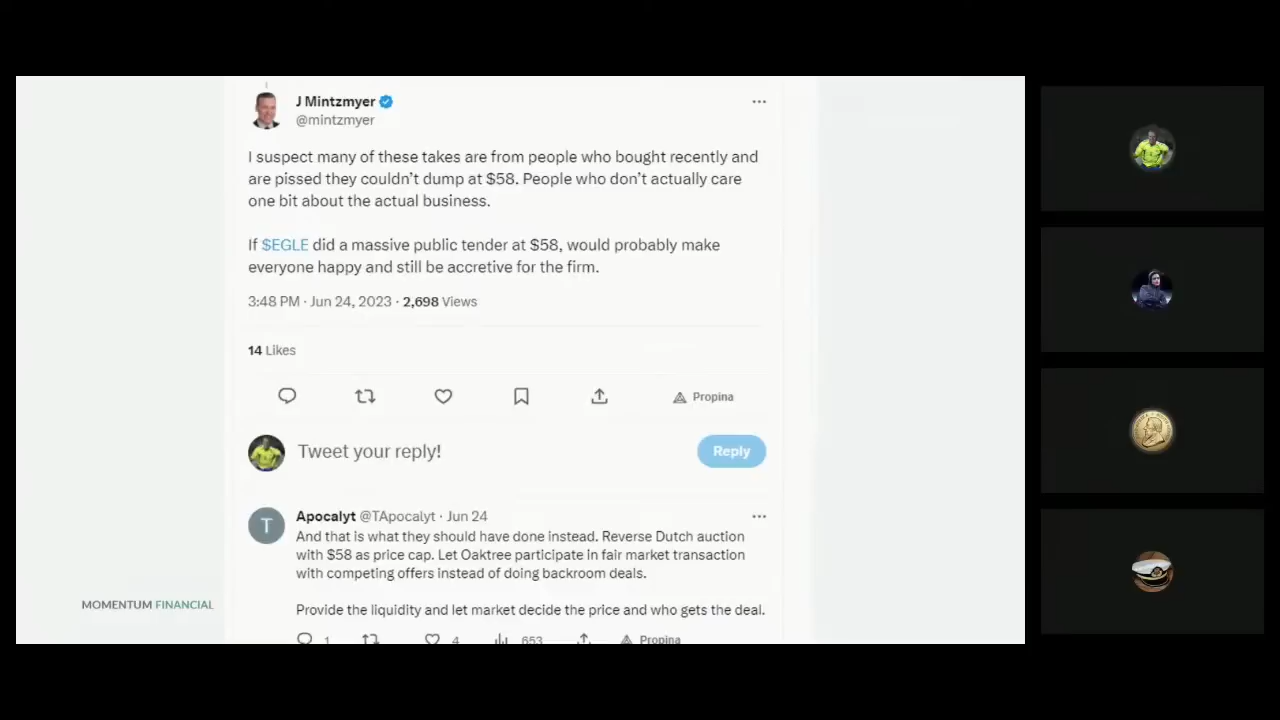 J Mintzmyer
@mintzmyer
I suspect many of these takes are from people who bought recently and
are pissed they couldn’t dump at $58. People who don’t actually care
one bit about the actual business.
If $EGLE did a massive public tender at $58, would probably make
everyone happy and still be accretive for the firm.
3:48 PM · Jun 24, 2023 · 2,698 Views
14 Likes
Propina
Tweet your reply!
Reply
T
Apocalyt @TApocalyt · Jun 24
And that is what they should have done instead. Reverse Dutch auction
with $58 as price cap. Let Oaktree participate in fair market transaction
with competing offers instead of doing backroom deals.
Provide the liquidity and let market decide the price and who gets the deal.
1 4 653 Propina
MOMENTUM FINANCIAL